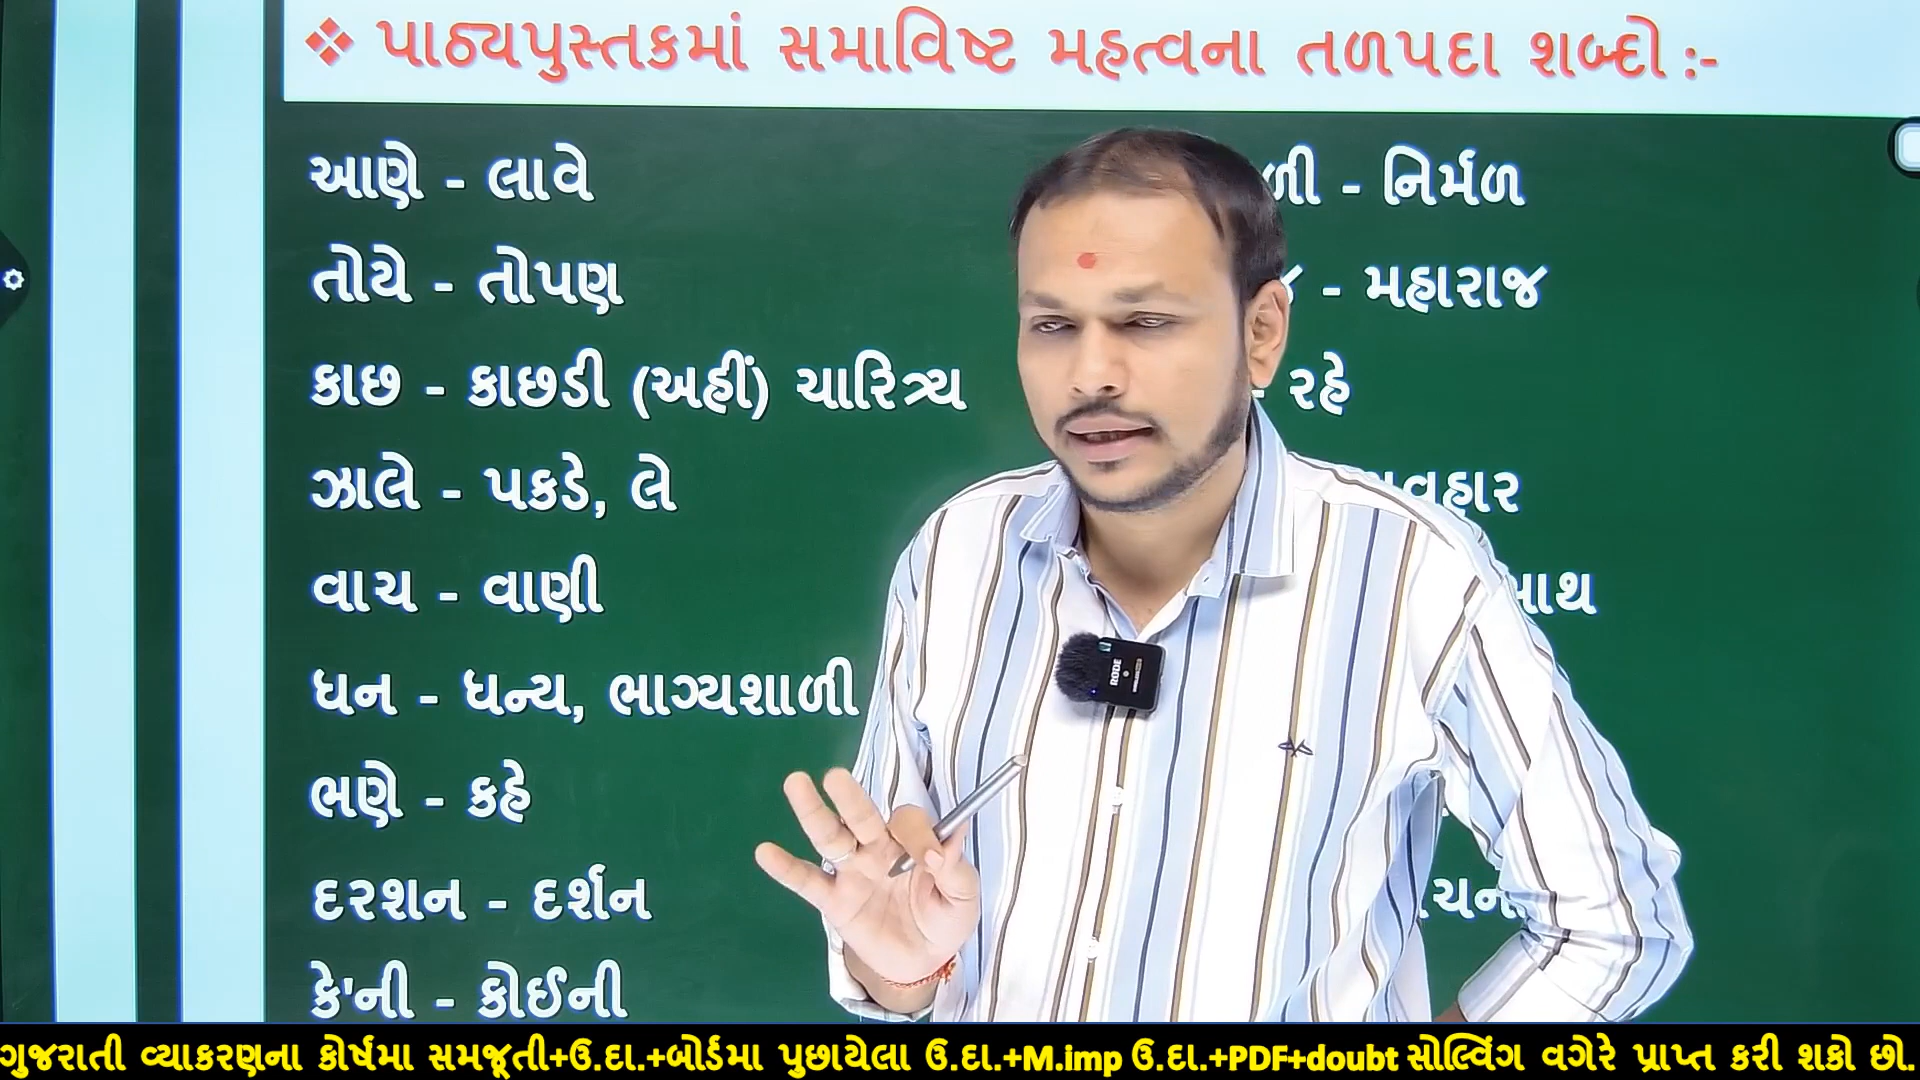 ❖ પાઠ્યપુસ્તકમાં સમાવિષ્ટ મહત્વના તળપદા શબ્દો :-
આણે - લાવે
તોયે - તોપણ
કાછ - કાછડી (અહીં) ચારિત્ર્ય
ઝાલે - પકડે, લે
વાચ - વાણી
ધન - ધન્ય, ભાગ્યશાળી
ભણે - કહે
દરશન - દર્શન
કે'ની - કોઈની
- નિર્મળ
- મહારાજ
- રહે
RODE
ગુજરાતી વ્યાકરણના કોર્ષમા સમજૂતી+ઉ.દા.+બોર્ડમા પુછાયેલા ઉ.દા.+M.imp ઉ.દા.+PDF+doubt સોલ્વિંગ વગેરે પ્રાપ્ત કરી શકો છો.